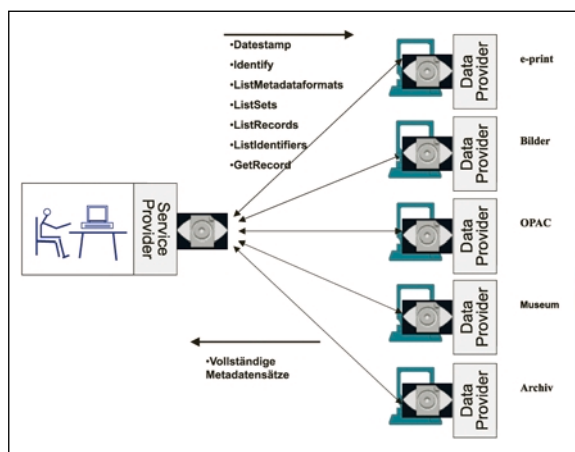 •Datestamp
•Identify
•ListMetadataformats
•ListSets
•ListRecords
•ListIdentifiers
•GetRecord
Service
Provider
•Vollständige
Metadatensätze
Data
Provider
e-print
Data
Provider
Bilder
Data
Provider
OPAC
Data
Provider
Museum
Data
Provider
Archiv